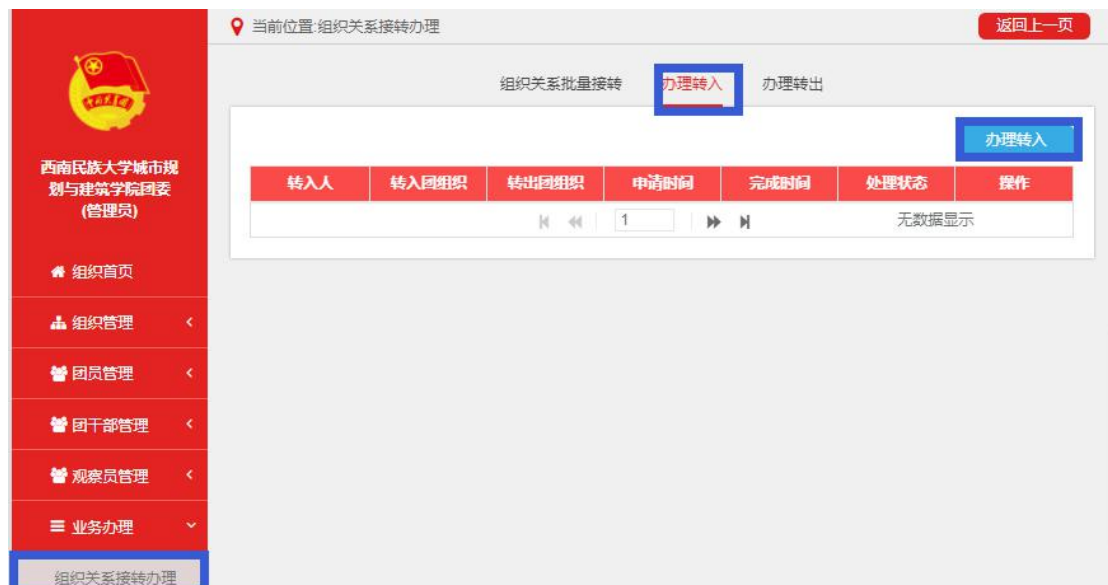 当前位置:组织关系接转办理
返回上一页
组织关系批量接转 办理转入 办理转出
办理转入
转入人 转入团组织 转出团组织 申请时间 完成时间 处理状态 操作
1 无数据显示
中国共青团
西南民族大学城市规
划与建筑学院团委
(管理员)
组织首页
组织管理
团员管理
团干部管理
观察员管理
业务办理
组织关系接转办理